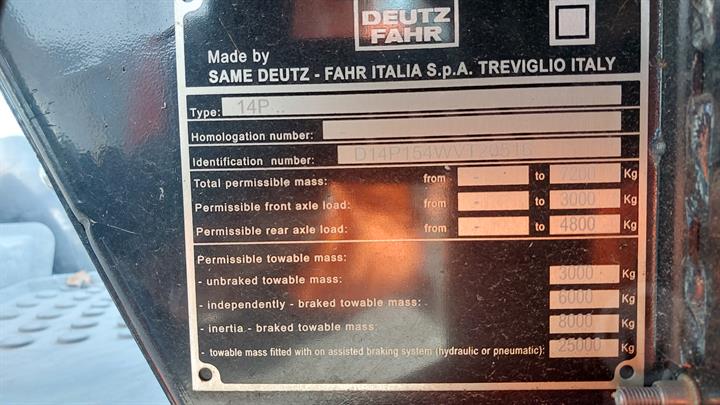 DEUTZ
FAHR
Made by
SAME DEUTZ - FAHR ITALIA S.p.A. TREVIGLIO ITALY
Type: 14P...
Homologation number: -
Identification number:
Total permissible mass: from - to 7200 Kg
Permissible front axle load: from - to 3000 Kg
Permissible rear axle load: from - to 4800 Kg
Permissible towable mass:
- unbraked towable mass: 3000 Kg
- independently - braked towable mass: 6000 Kg
- inertia - braked towable mass: 8000 Kg
- towable mass fitted with on assisted braking system (hydraulic or pneumatic): 25000 Kg